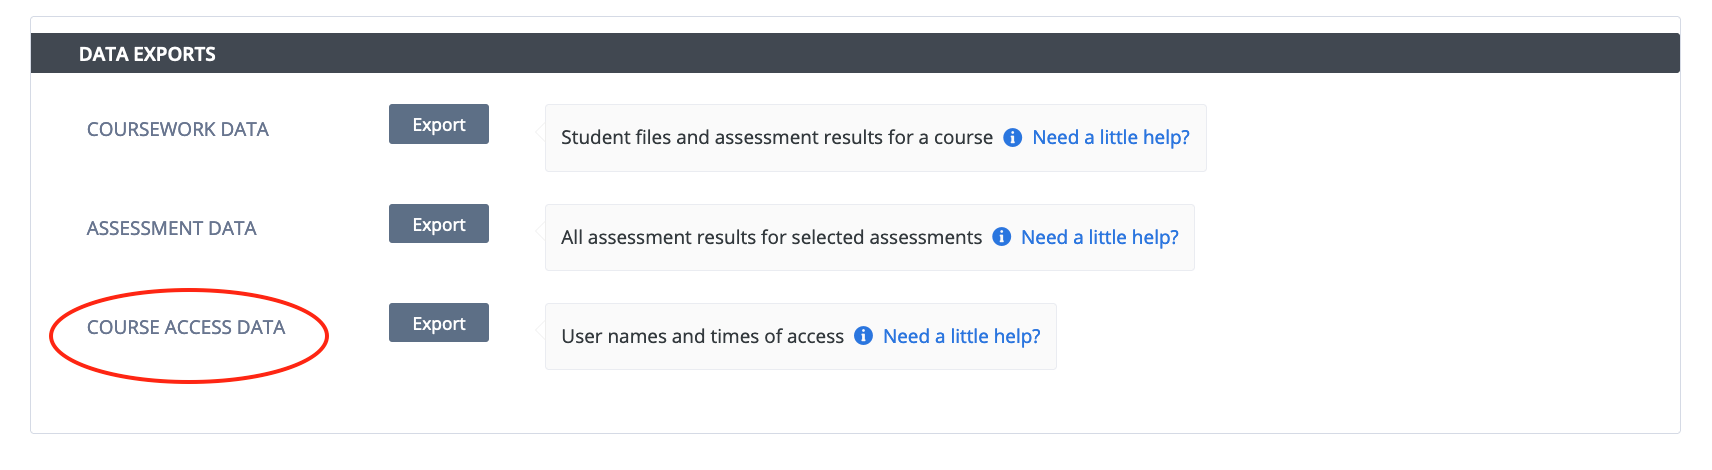 DATA EXPORTS
COURSEWORK DATA Export Student files and assessment results for a course Need a little help?
ASSESSMENT DATA Export All assessment results for selected assessments Need a little help?
COURSE ACCESS DATA Export User names and times of access Need a little help?